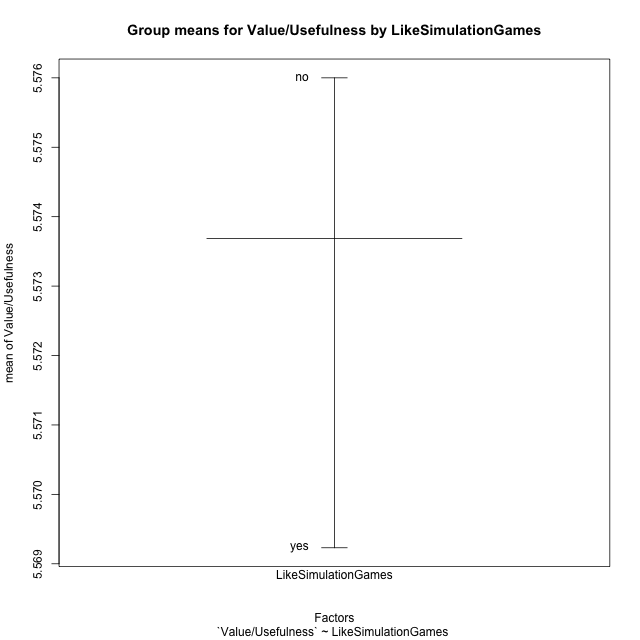 Group means for Value/Usefulness by LikeSimulationGames
mean of Value/Usefulness
5.576
5.575
5.574
5.573
5.572
5.571
5.570
5.569
no
yes
LikeSimulationGames
Factors
`Value/Usefulness` ~ LikeSimulationGames